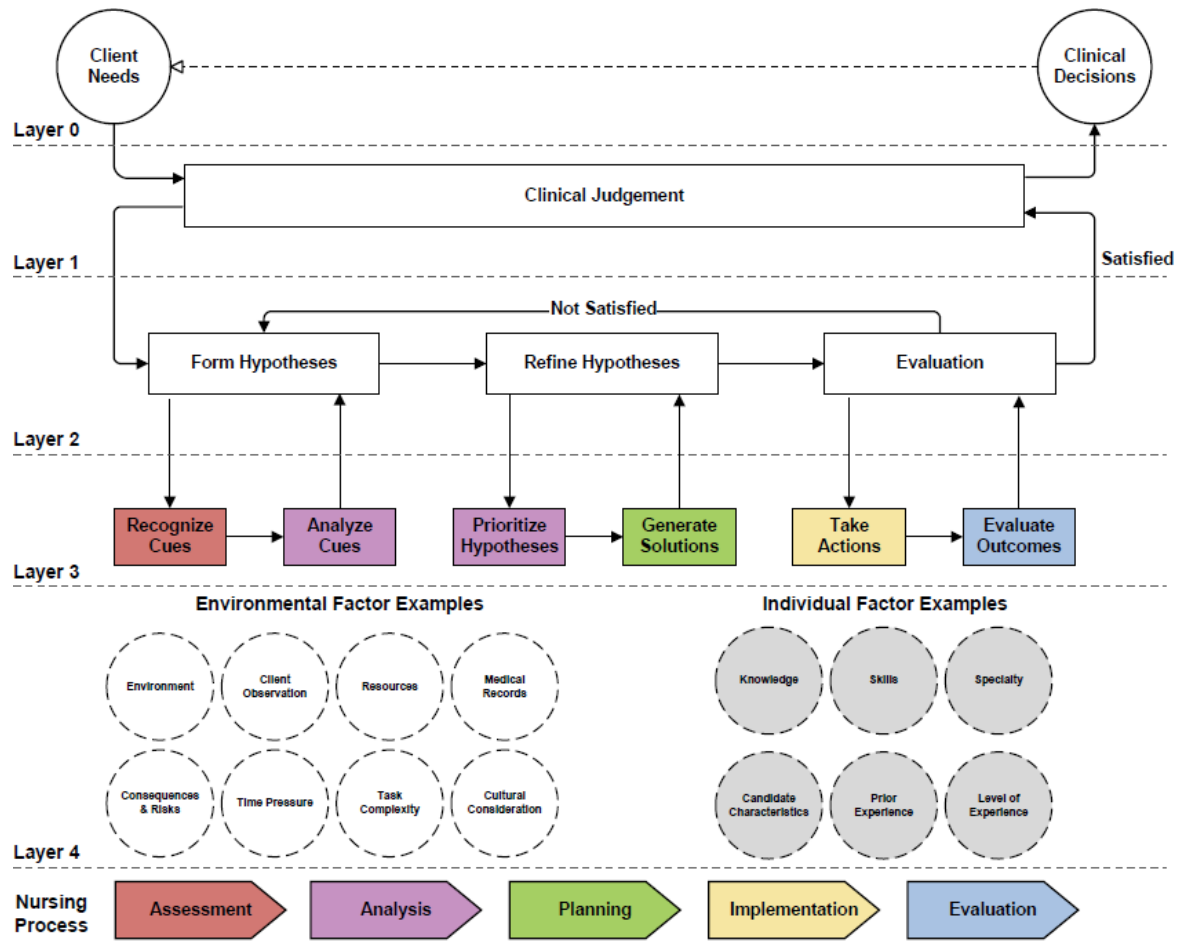 Client
Needs
Clinical
Decisions
Layer 0
Clinical Judgement
Layer 1
Satisfied
Not Satisfied
Form Hypotheses
Refine Hypotheses
Evaluation
Layer 2
Recognize
Cues
Analyze
Cues
Prioritize
Hypotheses
Generate
Solutions
Take
Actions
Evaluate
Outcomes
Layer 3
Environmental Factor Examples
Individual Factor Examples
Environment
Client
Observation
Resources
Medical
Records
Knowledge
Skills
Specialty
Consequences
& Risks
Time Pressure
Task
Complexity
Cultural
Consideration
Candidate
Characteristics
Prior
Experience
Level of
Experience
Layer 4
Nursing
Process
Assessment
Analysis
Planning
Implementation
Evaluation